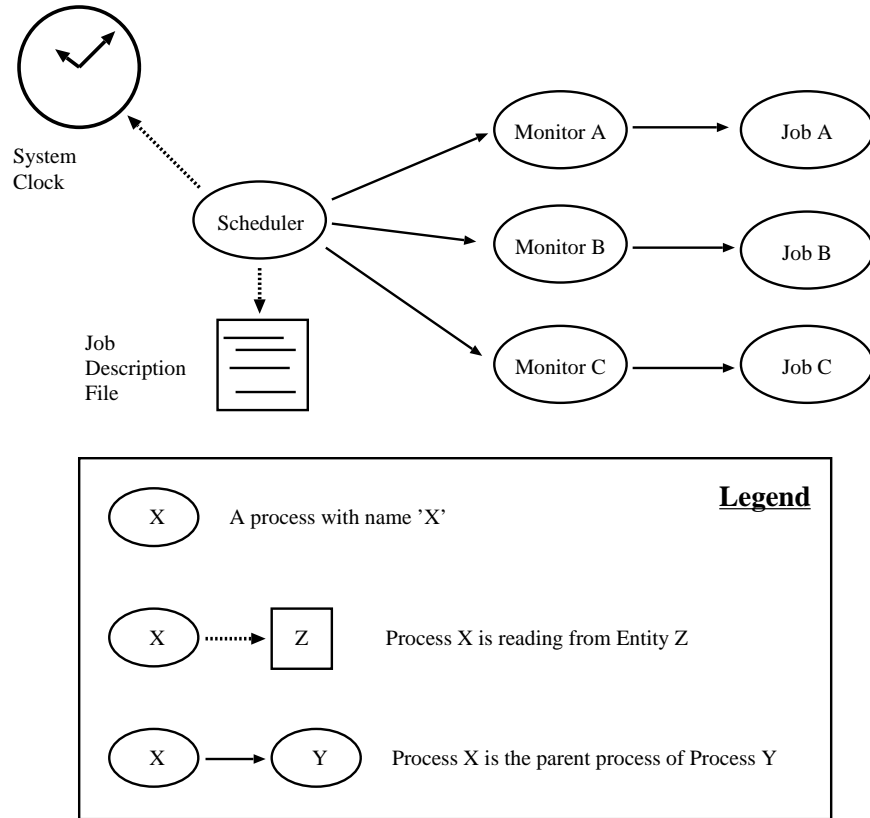 System
Clock
Scheduler
Monitor A
Job A
Monitor B
Job B
Monitor C
Job C
Job
Description
File
Legend
X
A process with name ’X’
X
Z
Process X is reading from Entity Z
X
Y
Process X is the parent process of Process Y